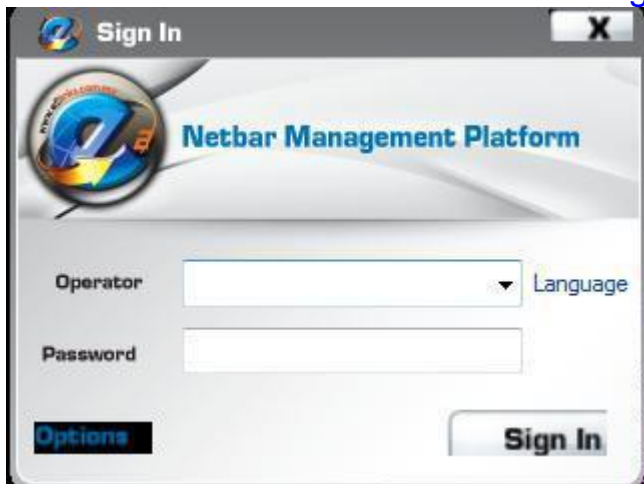 Sign In
X
Netbar Management Platform
Operator
Language
Password
Options
Sign In